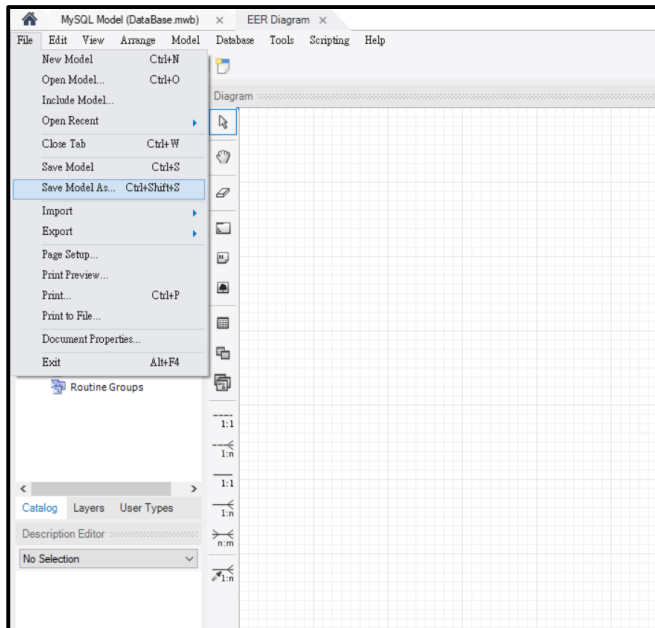 MySQL Model (DataBase.mwb) × EER Diagram ×
File Edit View Arrange Model Database Tools Scripting Help
New Model Ctrl+N
Open Model... Ctrl+O
Include Model...
Open Recent
Close Tab Ctrl+W
Save Model Ctrl+S
Save Model As... Ctrl+Shift+S
Import
Export
Page Setup...
Print Preview...
Print... Ctrl+P
Print to File...
Document Properties...
Exit Alt+F4
Routine Groups
Diagram
1:1
1:n
1:1
1:n
n:m
1:n
Catalog Layers User Types
Description Editor
No Selection